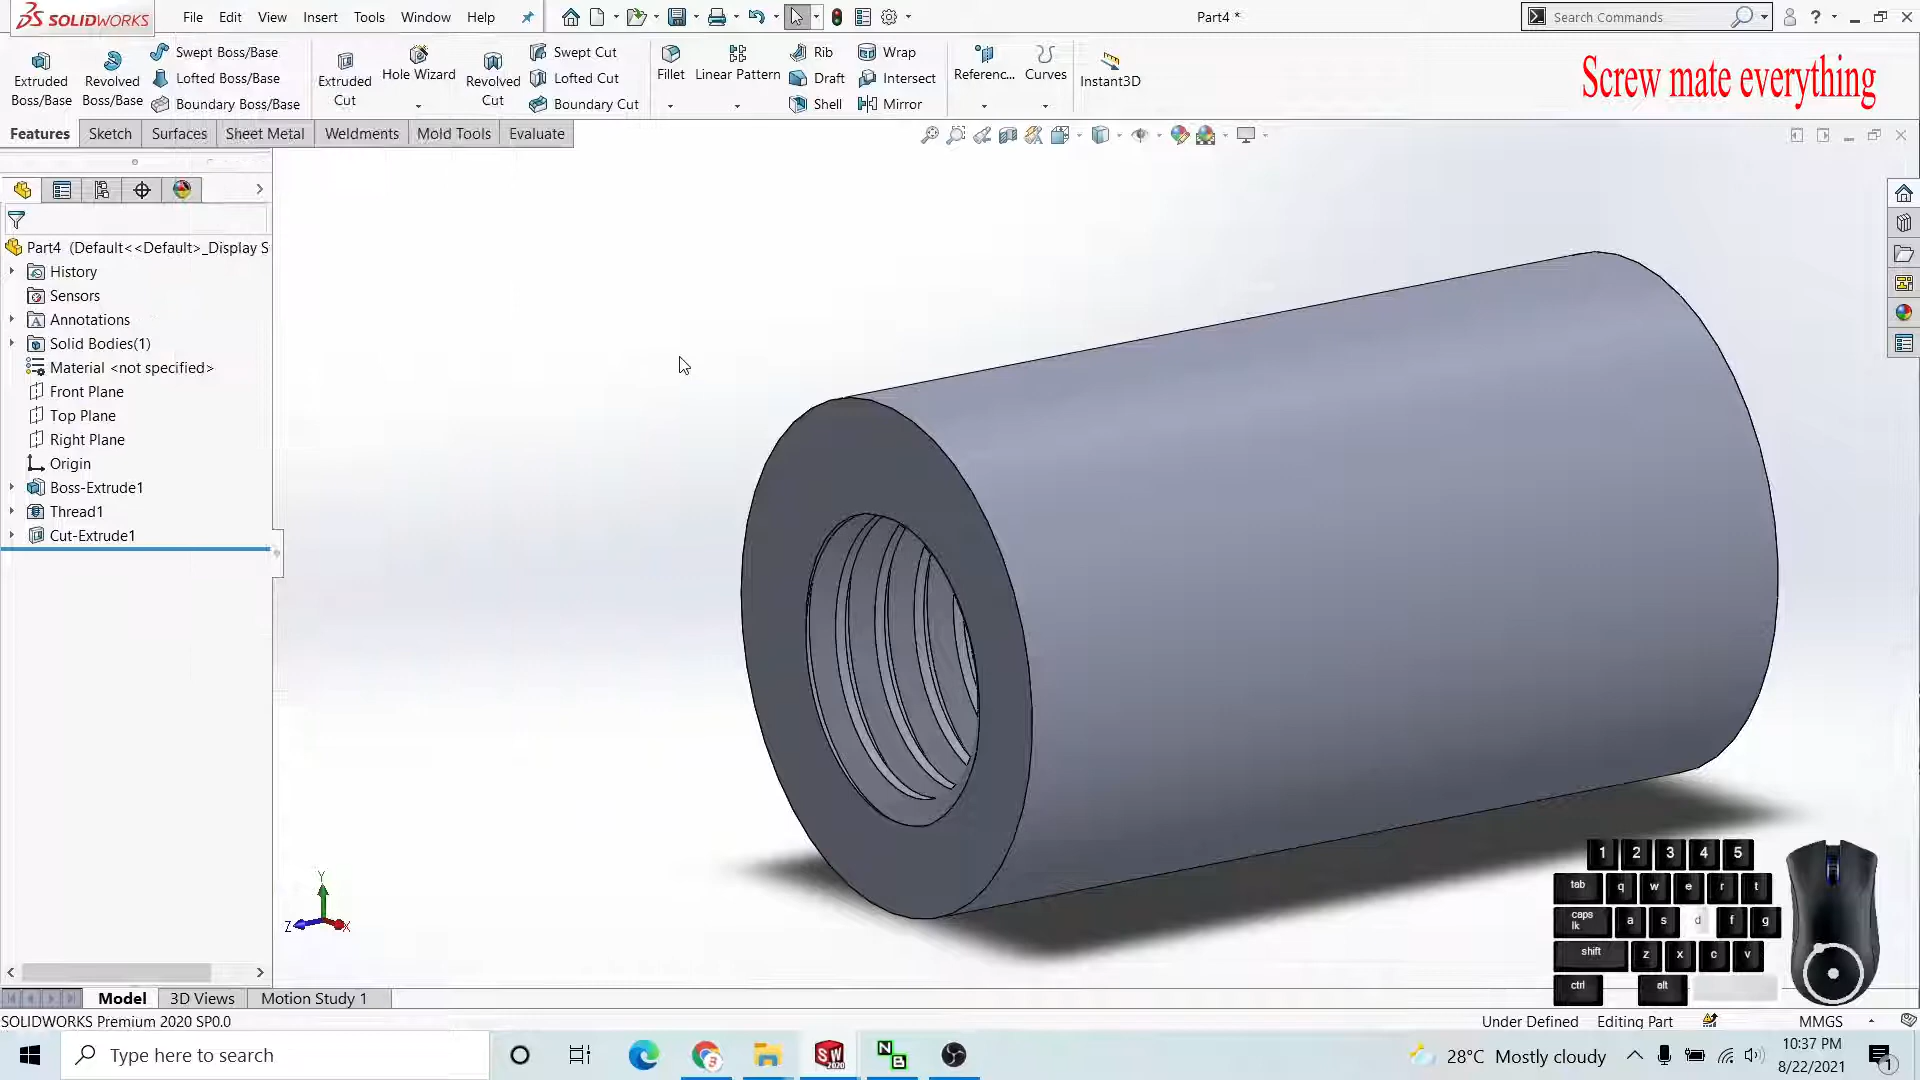 SOLIDWORKS
File Edit View Insert Tools Window Help
Part4 *
Search Commands
Extruded Boss/Base
Revolved Boss/Base
Swept Boss/Base
Lofted Boss/Base
Boundary Boss/Base
Extruded Cut
Hole Wizard
Revolved Cut
Swept Cut
Lofted Cut
Boundary Cut
Fillet
Linear Pattern
Rib
Draft
Shell
Wrap
Intersect
Mirror
Referenc...
Curves
Instant3D
Screw mate everything
Features Sketch Surfaces Sheet Metal Weldments Mold Tools Evaluate
Part4 (Default<<Default>_Display S
History
Sensors
Annotations
Solid Bodies(1)
Material <not specified>
Front Plane
Top Plane
Right Plane
Origin
Boss-Extrude1
Thread1
Cut-Extrude1
Y
Z
X
1 2 3 4 5
tab q w e r t
caps lk a s d f g
shift z x c v
ctrl alt
Model 3D Views Motion Study 1
SOLIDWORKS Premium 2020 SP0.0
Under Defined Editing Part MMGS
Type here to search
28°C Mostly cloudy
10:37 PM
8/22/2021
1